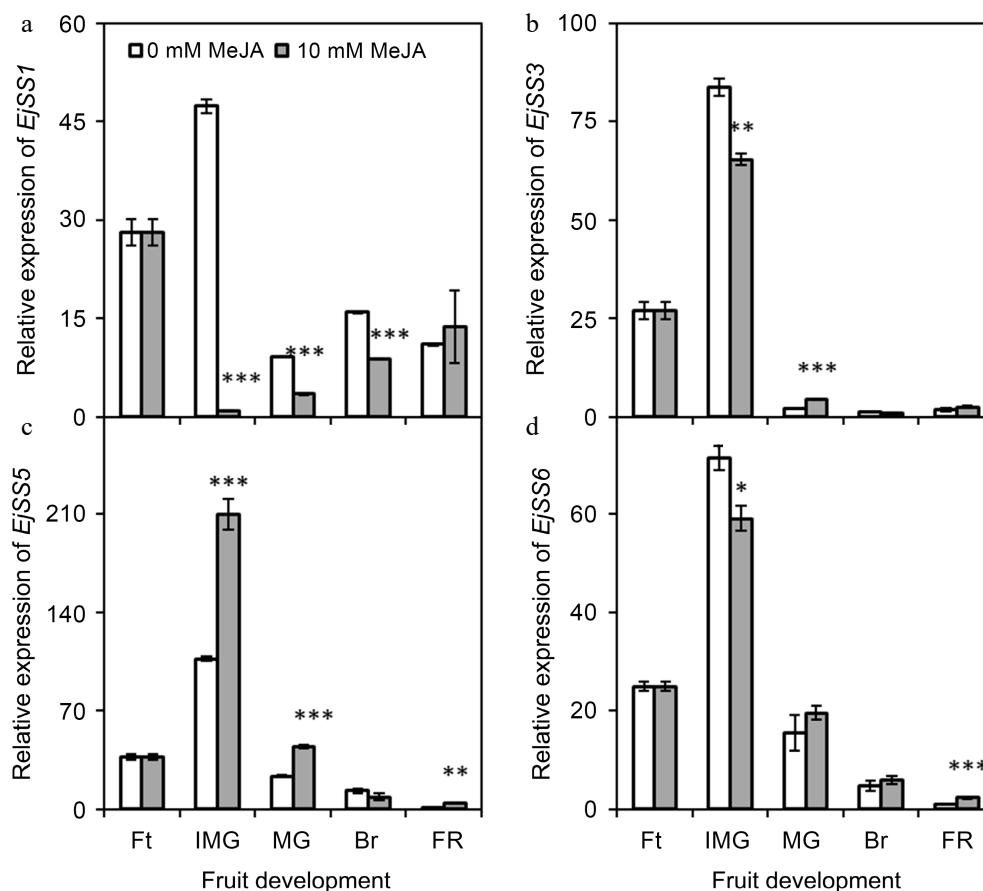 a
60
45
30
15
0
Relative expression of EjSS1
0 mM MeJA
10 mM MeJA
***
***
***
b
100
75
50
25
0
Relative expression of EjSS3
**
***
c
210
140
70
0
Relative expression of EjSS5
***
***
**
Ft IMG MG Br FR
Fruit development
d
60
40
20
0
Relative expression of EjSS6
*
***
Ft IMG MG Br FR
Fruit development